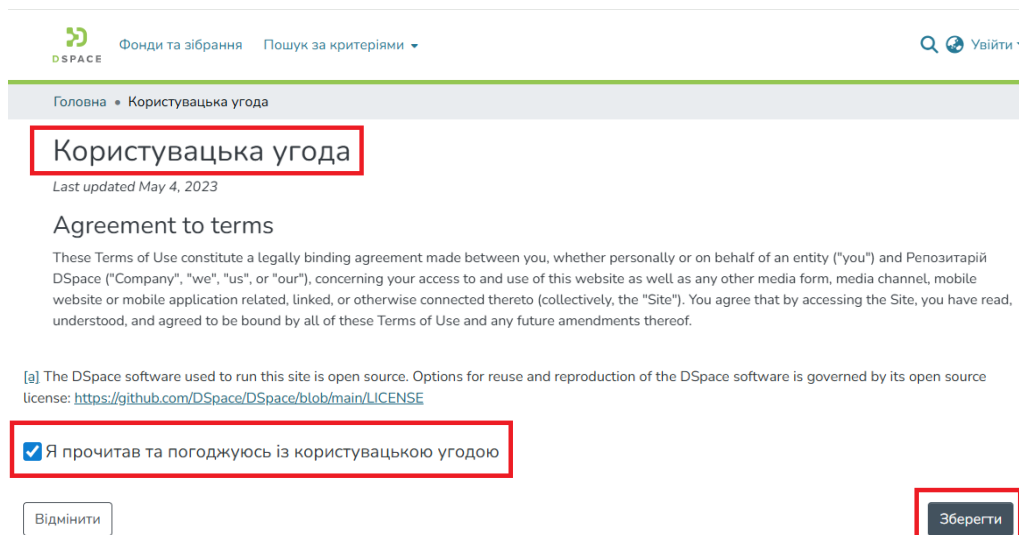 DSPACE
Фонди та зібрання Пошук за критеріями
Увійти
Головна • Користувацька угода
Користувацька угода
Last updated May 4, 2023
Agreement to terms
These Terms of Use constitute a legally binding agreement made between you, whether personally or on behalf of an entity ("you") and Репозитарій
DSpace ("Company", "we", "us", or "our"), concerning your access to and use of this website as well as any other media form, media channel, mobile
website or mobile application related, linked, or otherwise connected thereto (collectively, the "Site"). You agree that by accessing the Site, you have read,
understood, and agreed to be bound by all of these Terms of Use and any future amendments thereof.
[a] The DSpace software used to run this site is open source. Options for reuse and reproduction of the DSpace software is governed by its open source
license: https://github.com/DSpace/DSpace/blob/main/LICENSE
Я прочитав та погоджуюсь із користувацькою угодою
Відмінити Зберегти